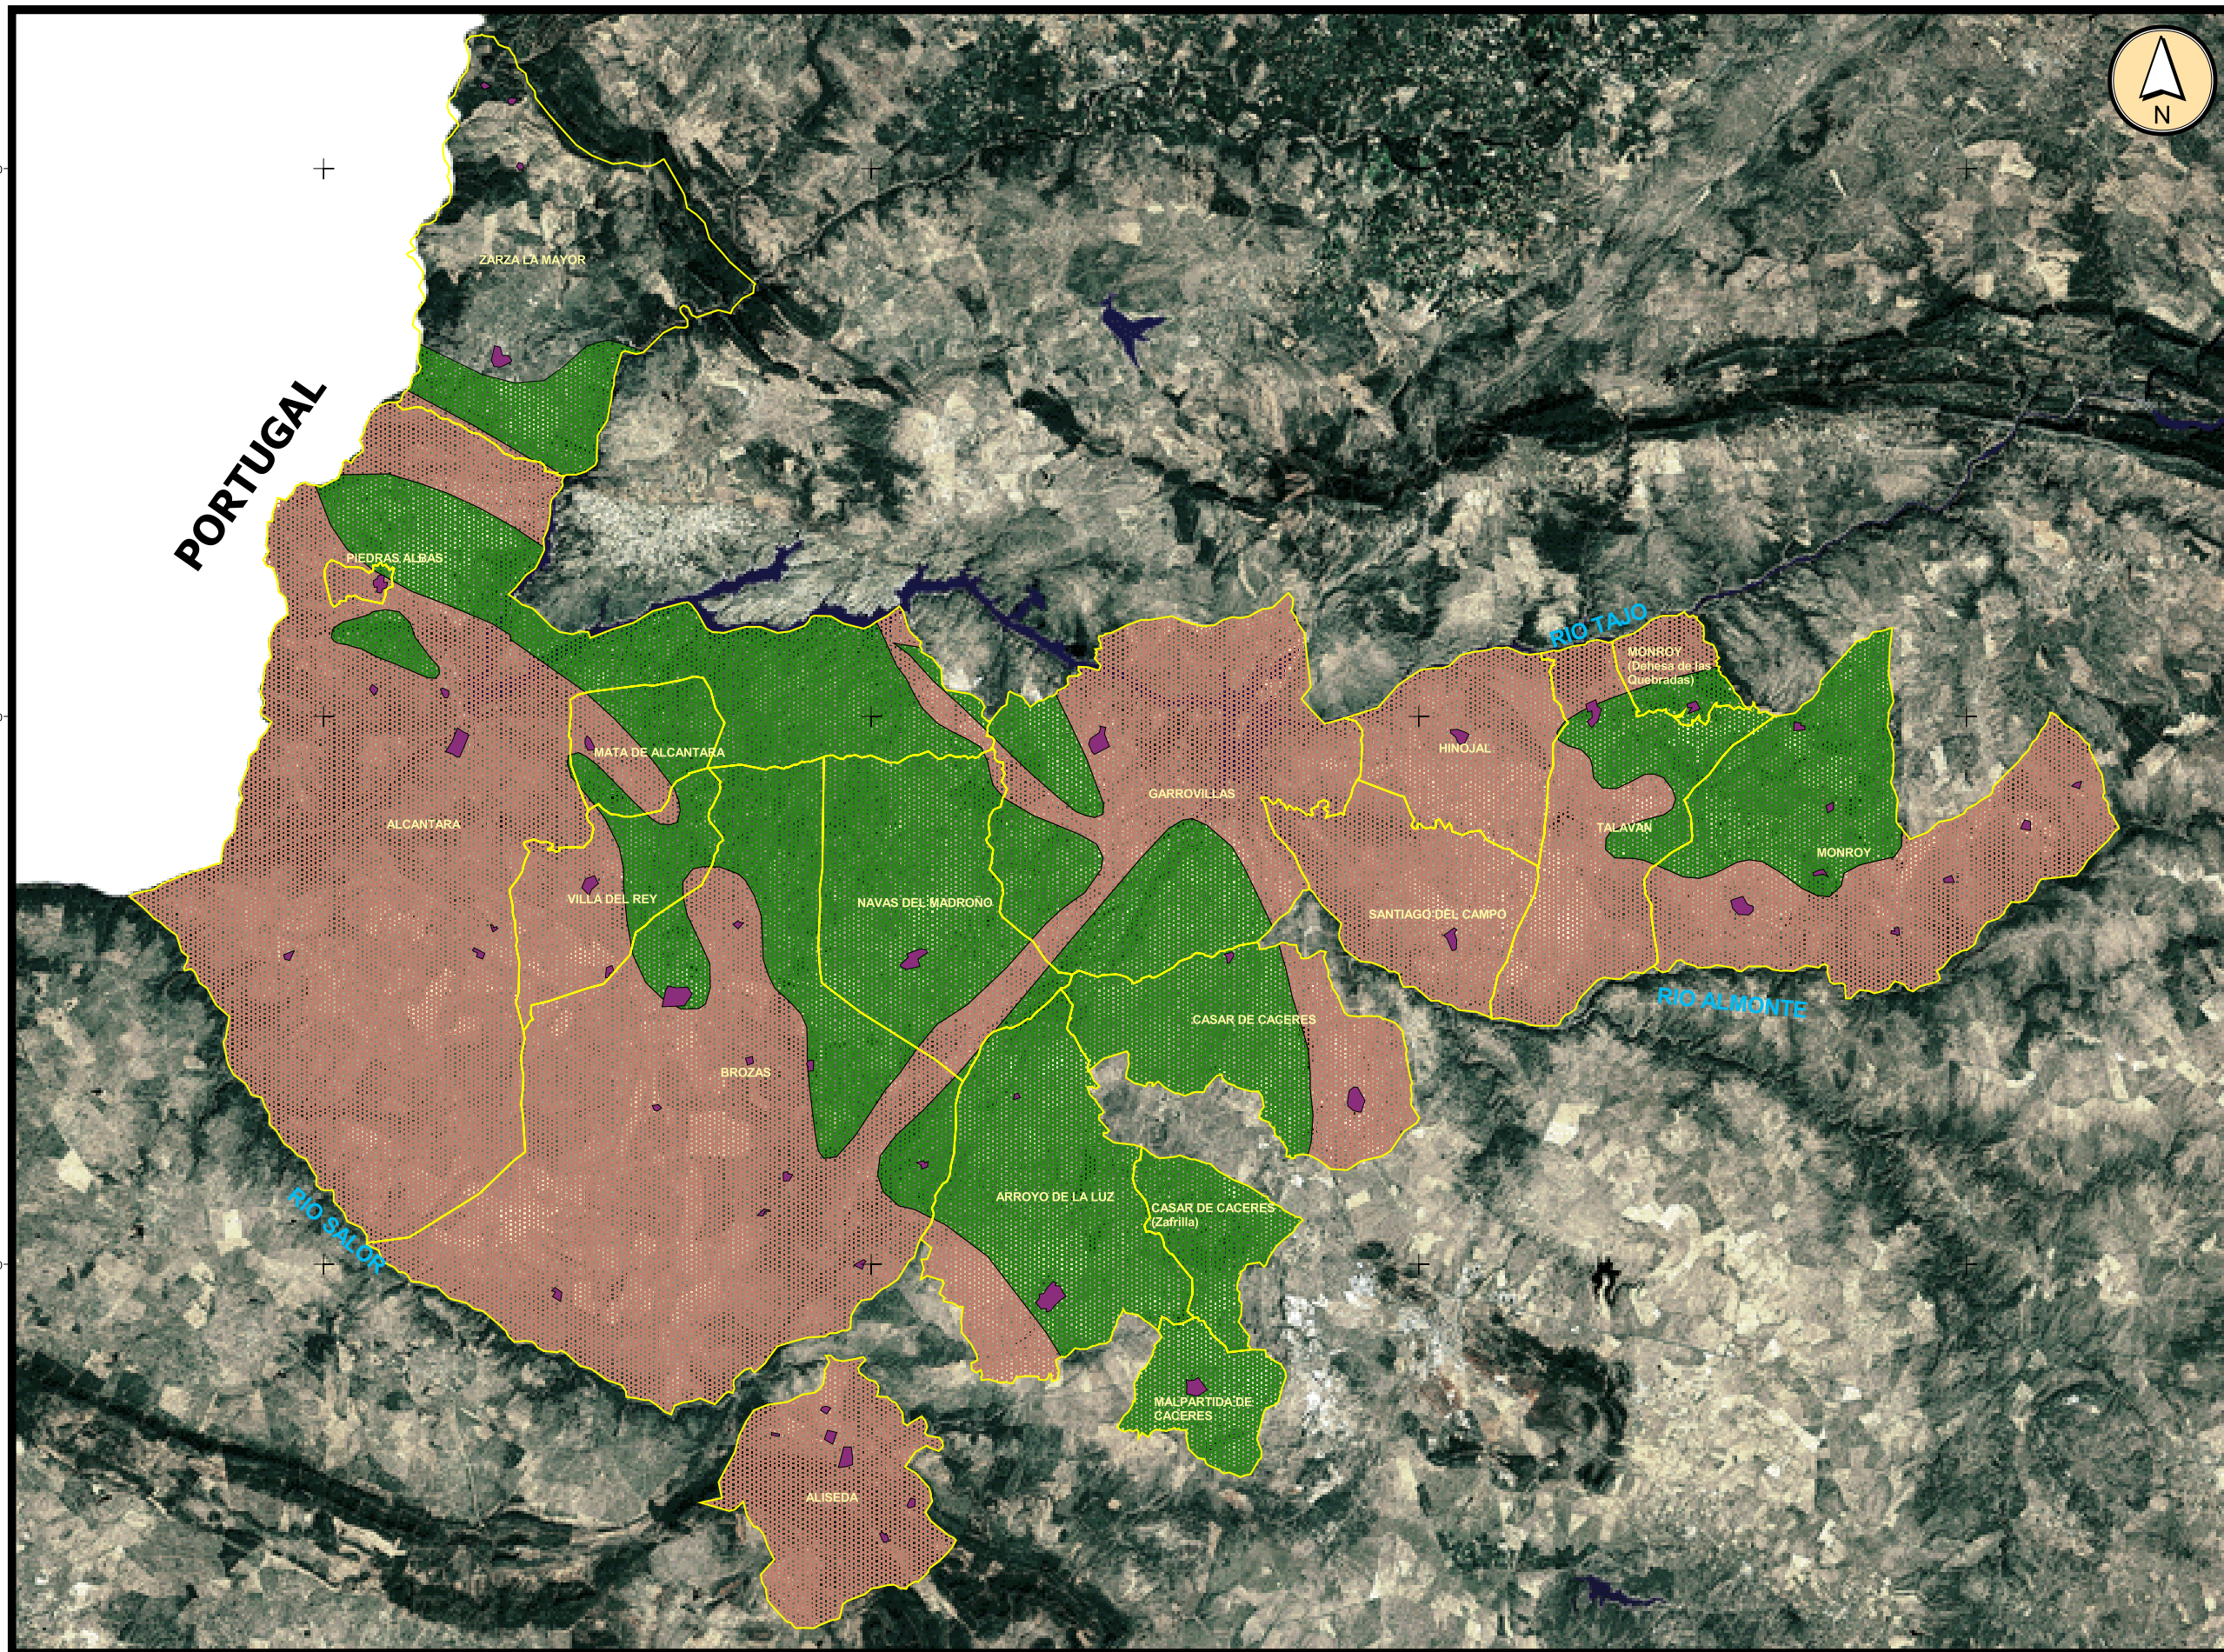 N
ZARZA LA MAYOR
PORTUGAL
PIEDRAS ALBAS
RIO TAJO
MONROY
(Dehesa de las
Quebradas)
MATA DE ALCANTARA
HINOJAL
GARROVILLAS
ALCANTARA
TALAVAN
MONROY
VILLA DEL REY
NAVAS DEL MADROÑO
SANTIAGO DEL CAMPO
RIO ALMONTE
CASAR DE CACERES
BROZAS
ARROYO DE LA LUZ
CASAR DE CACERES
(Zafrilla)
RIO SALOR
MALPARTIDA DE
CACERES
ALISEDA